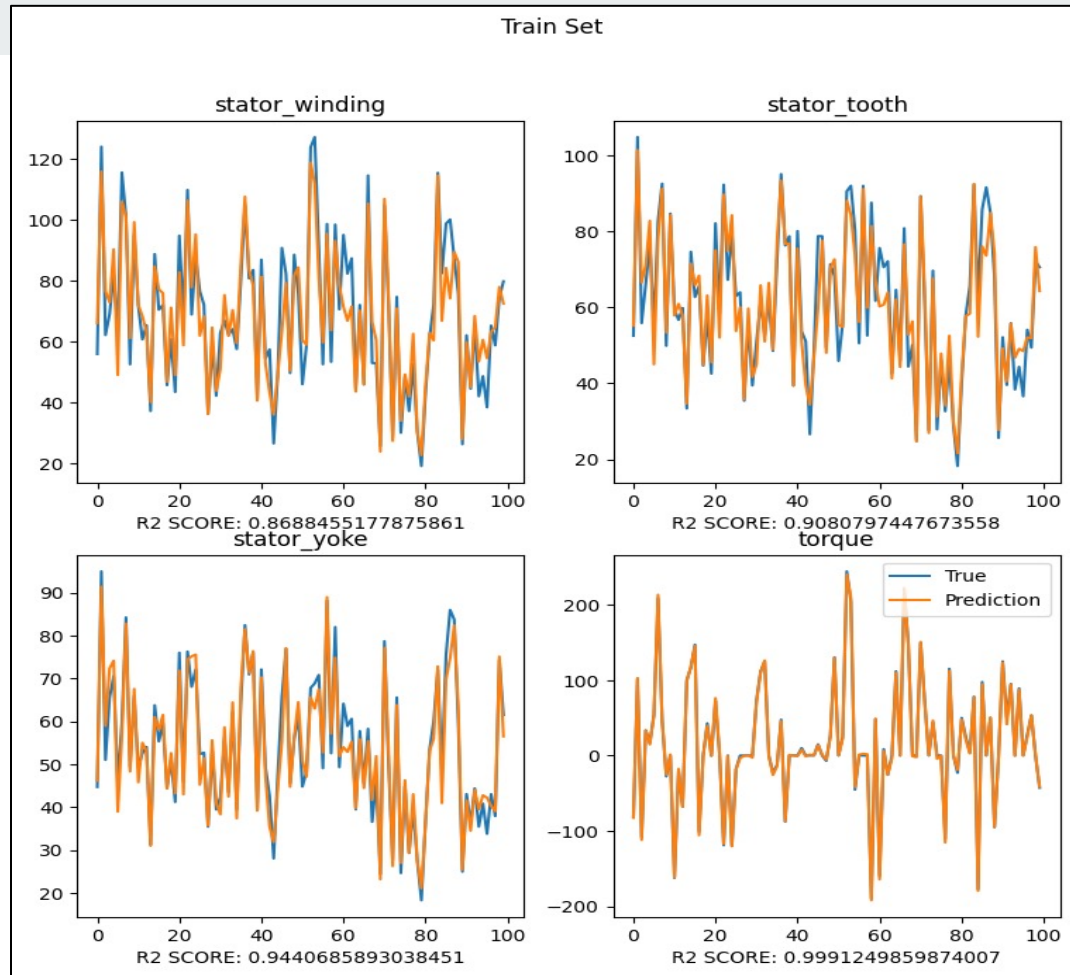 Train Set
stator_winding
120
100
80
60
40
20
0 20 40 60 80 100
R2 SCORE: 0.8688455177875861
stator_tooth
100
80
60
40
20
0 20 40 60 80 100
R2 SCORE: 0.9080797447673558
stator_yoke
90
80
70
60
50
40
30
20
0 20 40 60 80 100
R2 SCORE: 0.9440685893038451
torque
True
Prediction
200
100
0
−100
−200
0 20 40 60 80 100
R2 SCORE: 0.9991249859874007